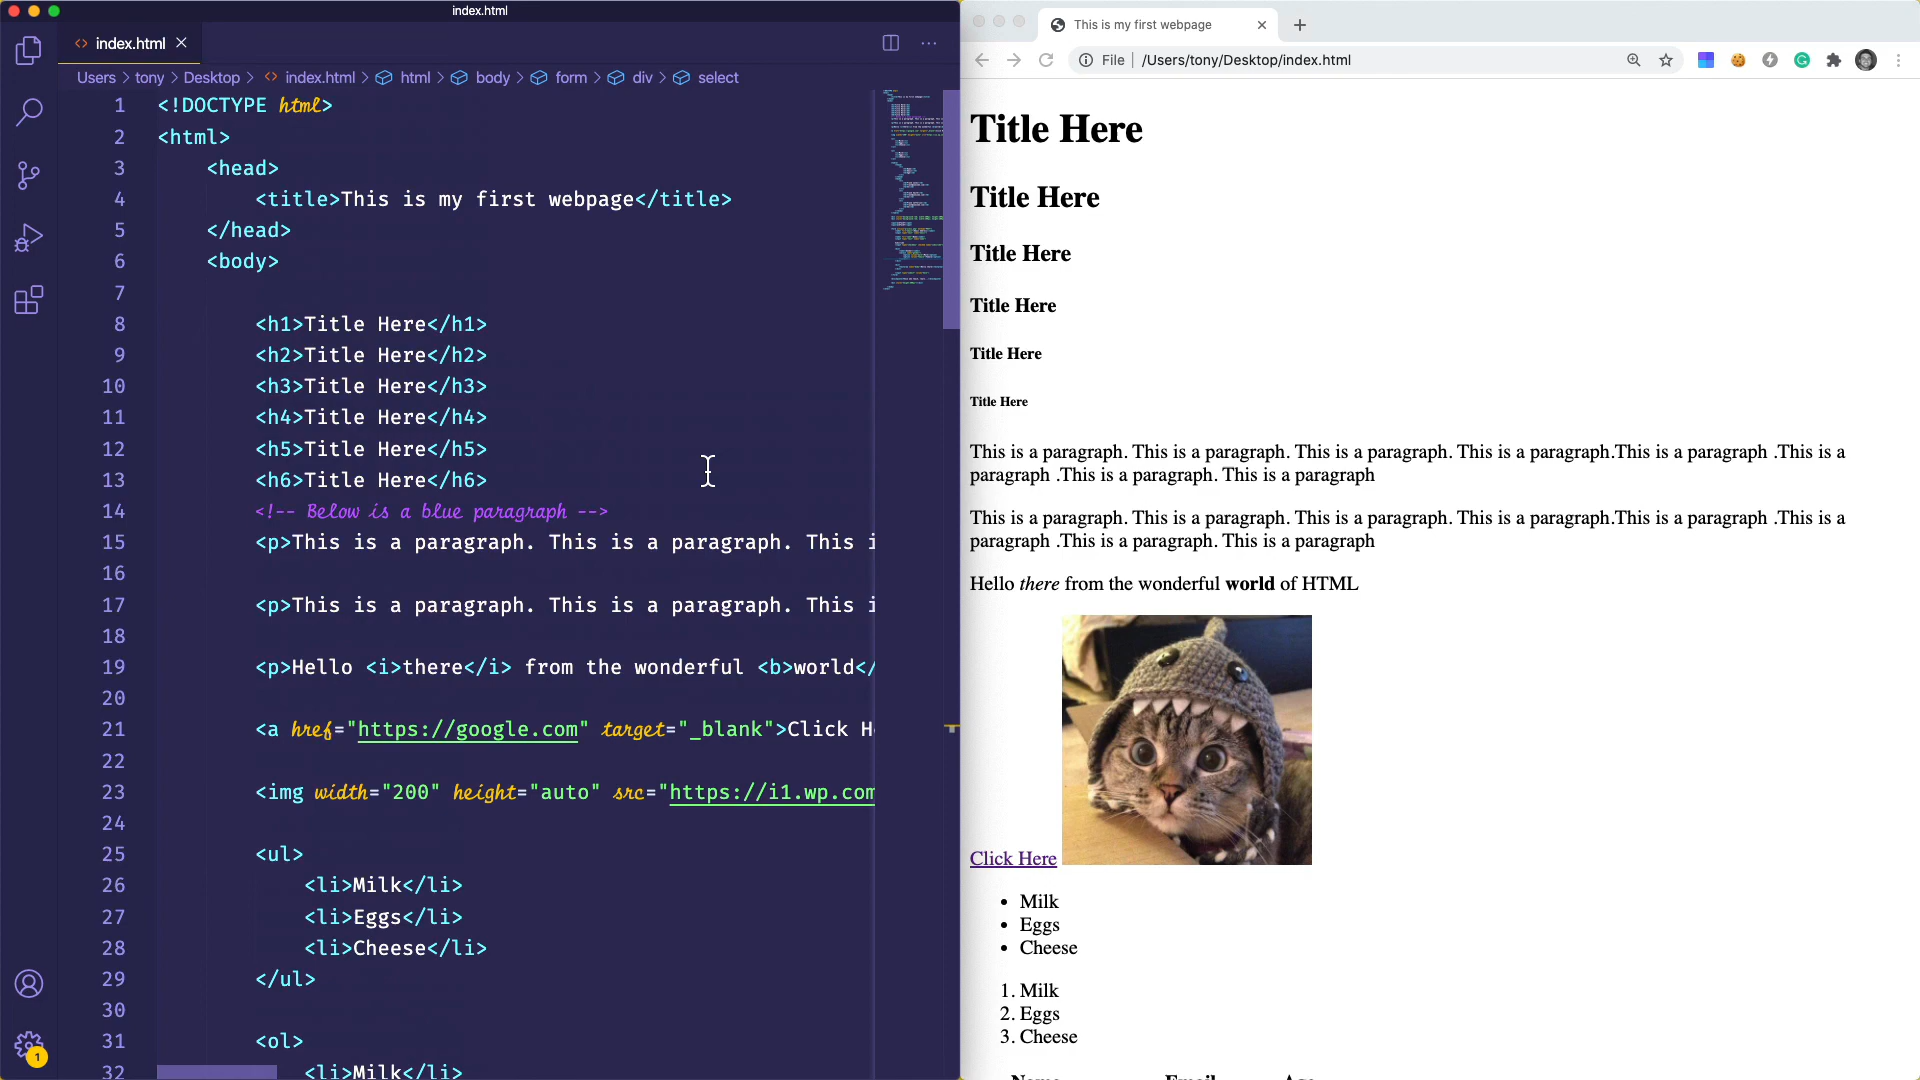 index.html
index.html
Users > tony > Desktop > index.html > html > body > form > div > select
1 <!DOCTYPE html>
2 <html>
3 <head>
4 <title>This is my first webpage</title>
5 </head>
6 <body>
7
8 <h1>Title Here</h1>
9 <h2>Title Here</h2>
10 <h3>Title Here</h3>
11 <h4>Title Here</h4>
12 <h5>Title Here</h5>
13 <h6>Title Here</h6>
14 <!-- Below is a blue paragraph -->
15 <p>This is a paragraph. This is a paragraph. This i
16
17 <p>This is a paragraph. This is a paragraph. This i
18
19 <p>Hello <i>there</i> from the wonderful <b>world</
20
21 <a href="https://google.com" target="_blank">Click H
22
23 <img width="200" height="auto" src="https://i1.wp.com
24
25 <ul>
26 <li>Milk</li>
27 <li>Eggs</li>
28 <li>Cheese</li>
29 </ul>
30
31 <ol>
32 <li>Milk</li>
1
This is my first webpage
File | /Users/tony/Desktop/index.html
Title Here
Title Here
Title Here
Title Here
Title Here
Title Here
This is a paragraph. This is a paragraph. This is a paragraph. This is a paragraph.This is a paragraph .This is a
paragraph .This is a paragraph. This is a paragraph
This is a paragraph. This is a paragraph. This is a paragraph. This is a paragraph.This is a paragraph .This is a
paragraph .This is a paragraph. This is a paragraph
Hello there from the wonderful world of HTML
Click Here
• Milk
• Eggs
• Cheese
1. Milk
2. Eggs
3. Cheese
Name Email Age